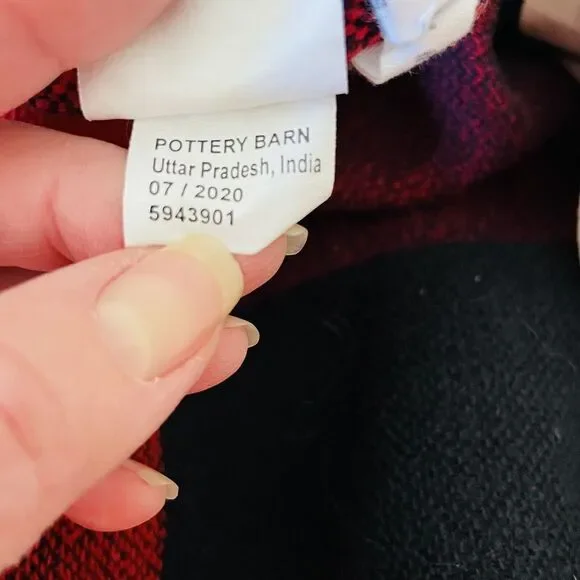 POTTERY BARN
Uttar Pradesh, India
07 / 2020
5943901